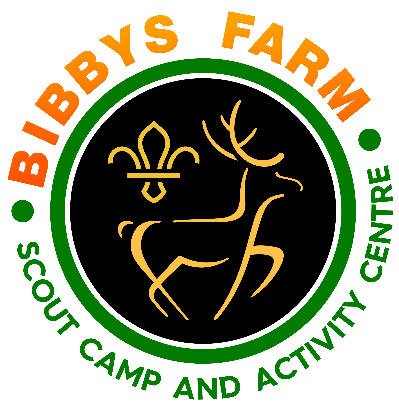 BIBBYS FARM
SCOUT CAMP AND ACTIVITY CENTRE